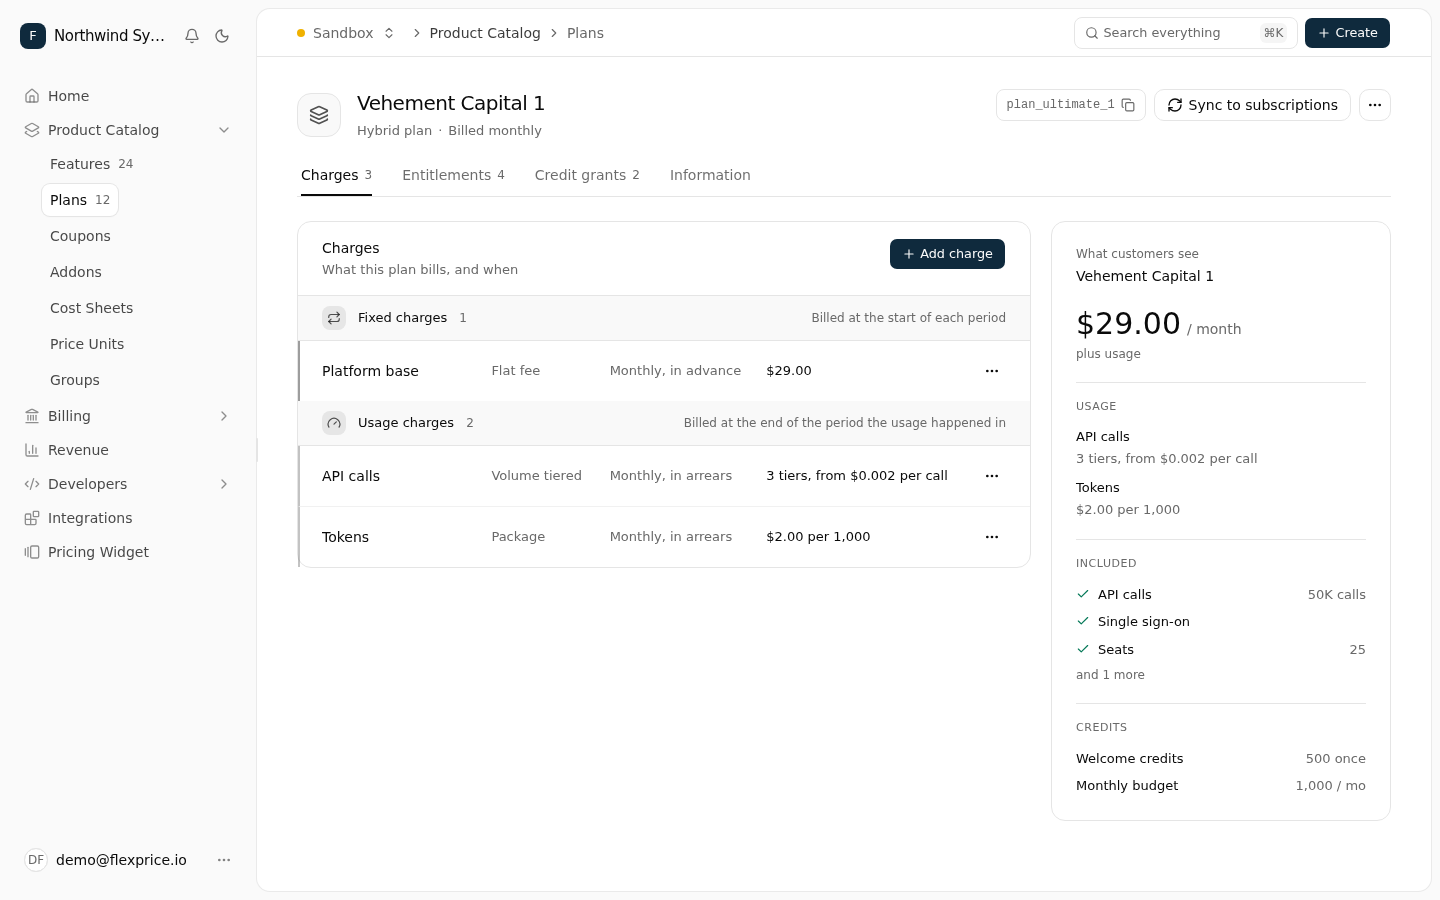 F Northwind Sy...
Home
Product Catalog
Features 24
Plans 12
Coupons
Addons
Cost Sheets
Price Units
Groups
Billing
Revenue
Developers
Integrations
Pricing Widget
DF demo@flexprice.io
Sandbox Product Catalog Plans
Search everything ⌘K
Create
Vehement Capital 1
Hybrid plan · Billed monthly
plan_ultimate_1
Sync to subscriptions
Charges 3 Entitlements 4 Credit grants 2 Information
Charges
What this plan bills, and when
Add charge
Fixed charges 1 Billed at the start of each period
Platform base Flat fee Monthly, in advance $29.00
Usage charges 2 Billed at the end of the period the usage happened in
API calls Volume tiered Monthly, in arrears 3 tiers, from $0.002 per call
Tokens Package Monthly, in arrears $2.00 per 1,000
What customers see
Vehement Capital 1
$29.00 / month
plus usage
USAGE
API calls
3 tiers, from $0.002 per call
Tokens
$2.00 per 1,000
INCLUDED
API calls 50K calls
Single sign-on
Seats 25
and 1 more
CREDITS
Welcome credits 500 once
Monthly budget 1,000 / mo